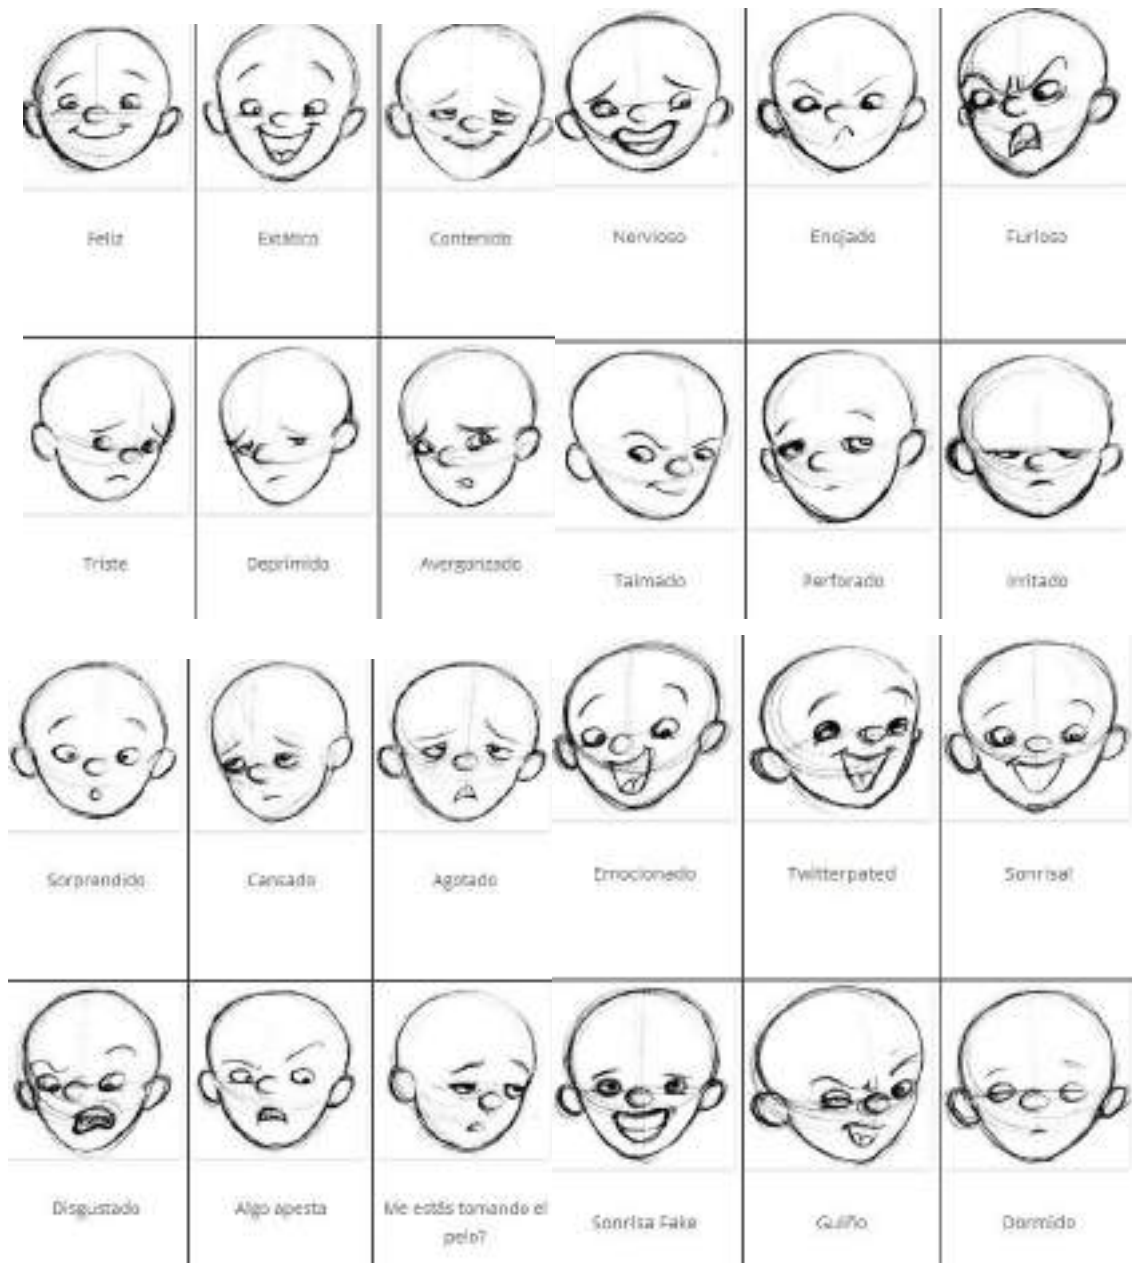 Feliz
Extático
Contenido
Nervioso
Enojado
Furioso
Triste
Deprimido
Avergonzado
Taimado
Perforado
Irritado
Sorprendido
Cansado
Agotado
Emocionado
Twitterpated
Sonrisa!
Disgustado
Algo apesta
Me estás tomando el
pelo?
Sonrisa Fake
Guiño
Dormido